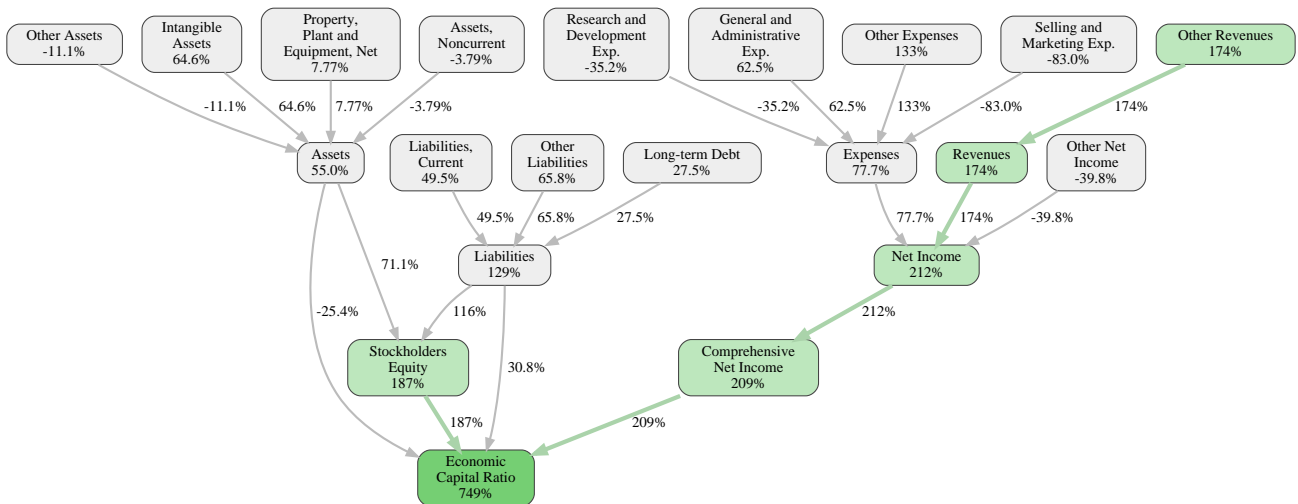 Other Assets
-11.1%
Intangible
Assets
64.6%
Property,
Plant and
Equipment, Net
7.77%
Assets,
Noncurrent
-3.79%
Research and
Development
Exp.
-35.2%
General and
Administrative
Exp.
62.5%
Other Expenses
133%
Selling and
Marketing Exp.
-83.0%
Other Revenues
174%
-11.1%
64.6%
7.77%
-3.79%
-35.2%
62.5%
133%
-83.0%
174%
Assets
55.0%
Liabilities,
Current
49.5%
Other
Liabilities
65.8%
Long-term Debt
27.5%
Expenses
77.7%
Revenues
174%
Other Net
Income
-39.8%
49.5%
65.8%
27.5%
77.7%
174%
-39.8%
71.1%
Liabilities
129%
Net Income
212%
-25.4%
116%
30.8%
212%
Stockholders
Equity
187%
Comprehensive
Net Income
209%
187%
209%
Economic
Capital Ratio
749%